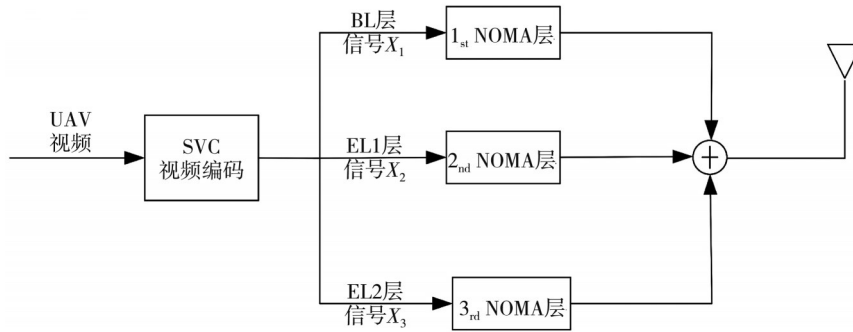 BL层
信号X₁
1st NOMA层
UAV
视频
SVC
视频编码
EL1层
信号X₂
2nd NOMA层
EL2层
信号X₃
3rd NOMA层